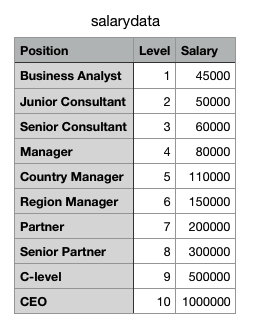 salarydata
Position Level Salary
Business Analyst 1 45000
Junior Consultant 2 50000
Senior Consultant 3 60000
Manager 4 80000
Country Manager 5 110000
Region Manager 6 150000
Partner 7 200000
Senior Partner 8 300000
C-level 9 500000
CEO 10 1000000